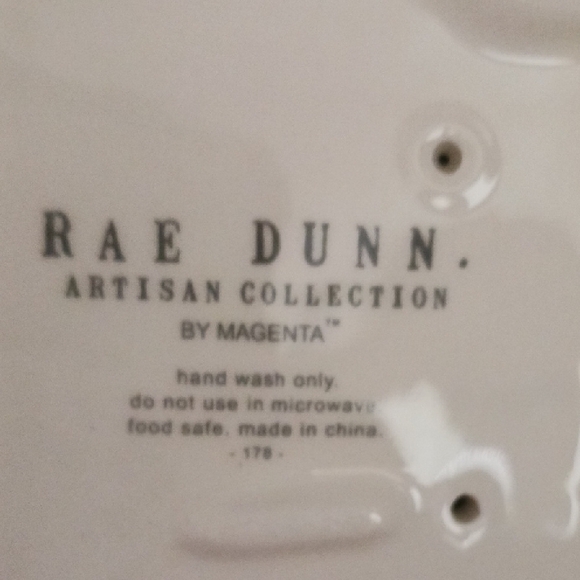 RAE DUNN.
ARTISAN COLLECTION
BY MAGENTA™
hand wash only.
do not use in microwave
food safe. made in china.
- 178 -